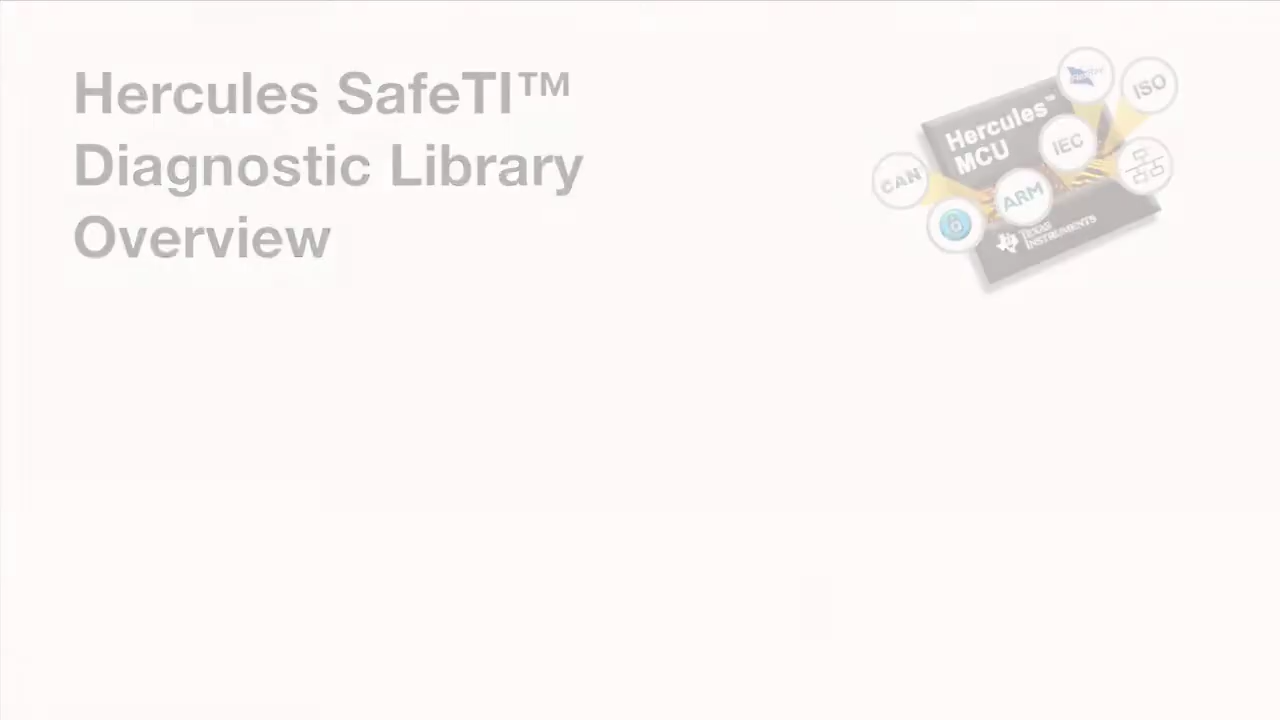 Hercules SafeTI™
Diagnostic Library
Overview
Hercules™
MCU
ISO
IEC
CAN
ARM
TEXAS
INSTRUMENTS